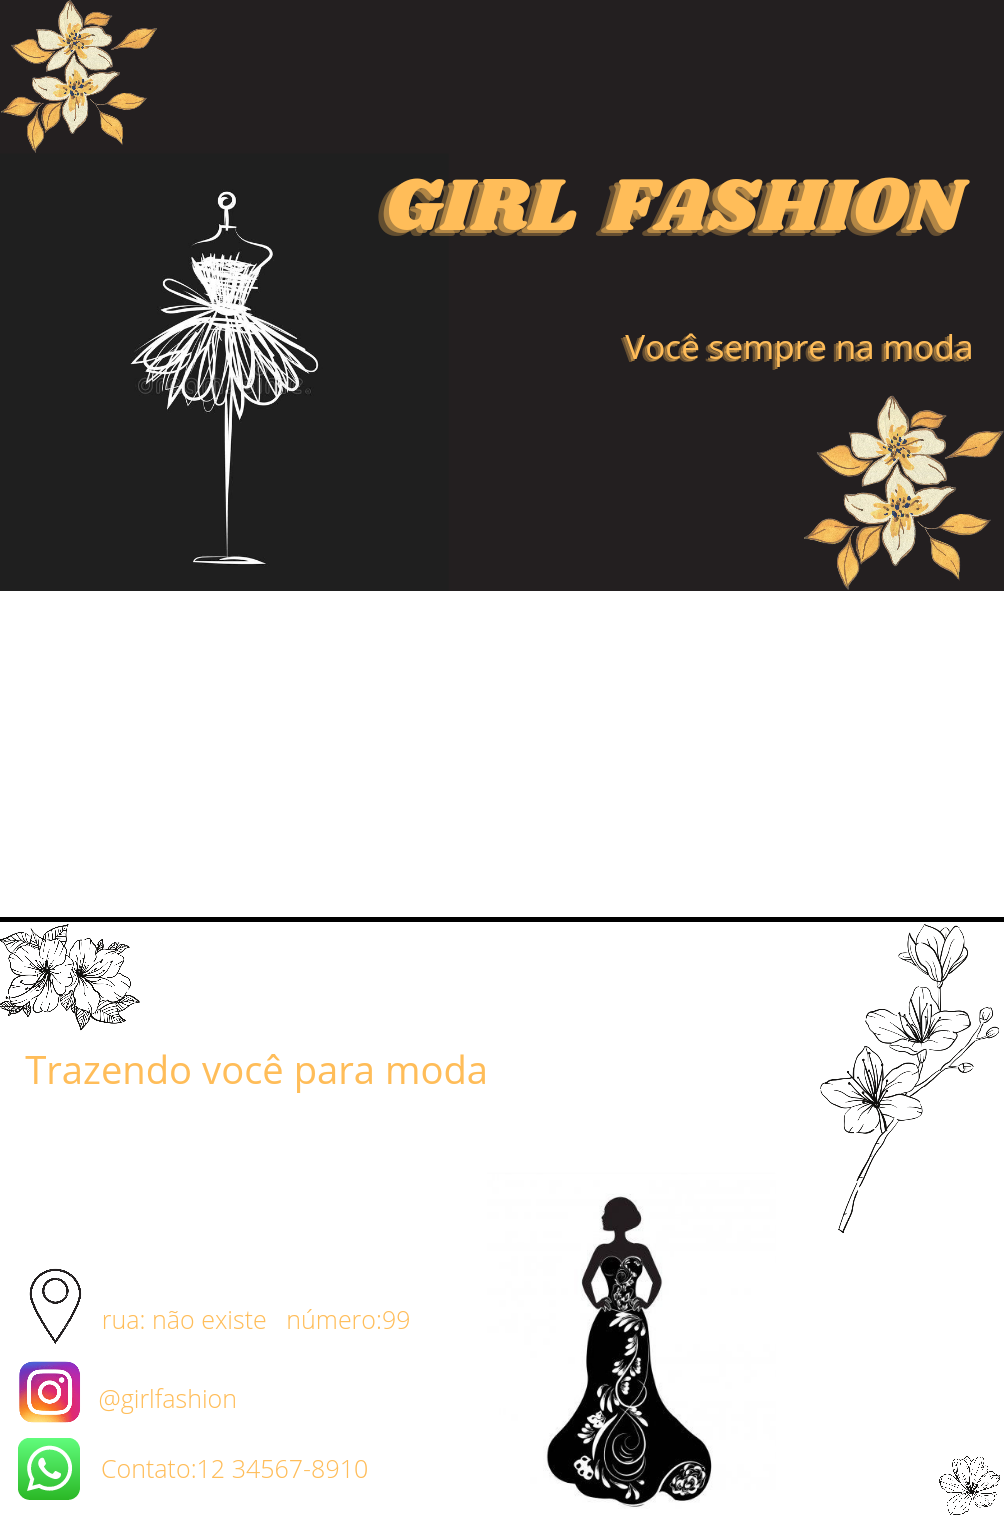 GIRL FASHION
Você sempre na moda
Trazendo você para moda
rua: não existe número:99
@girlfashion
Contato:12 34567-8910